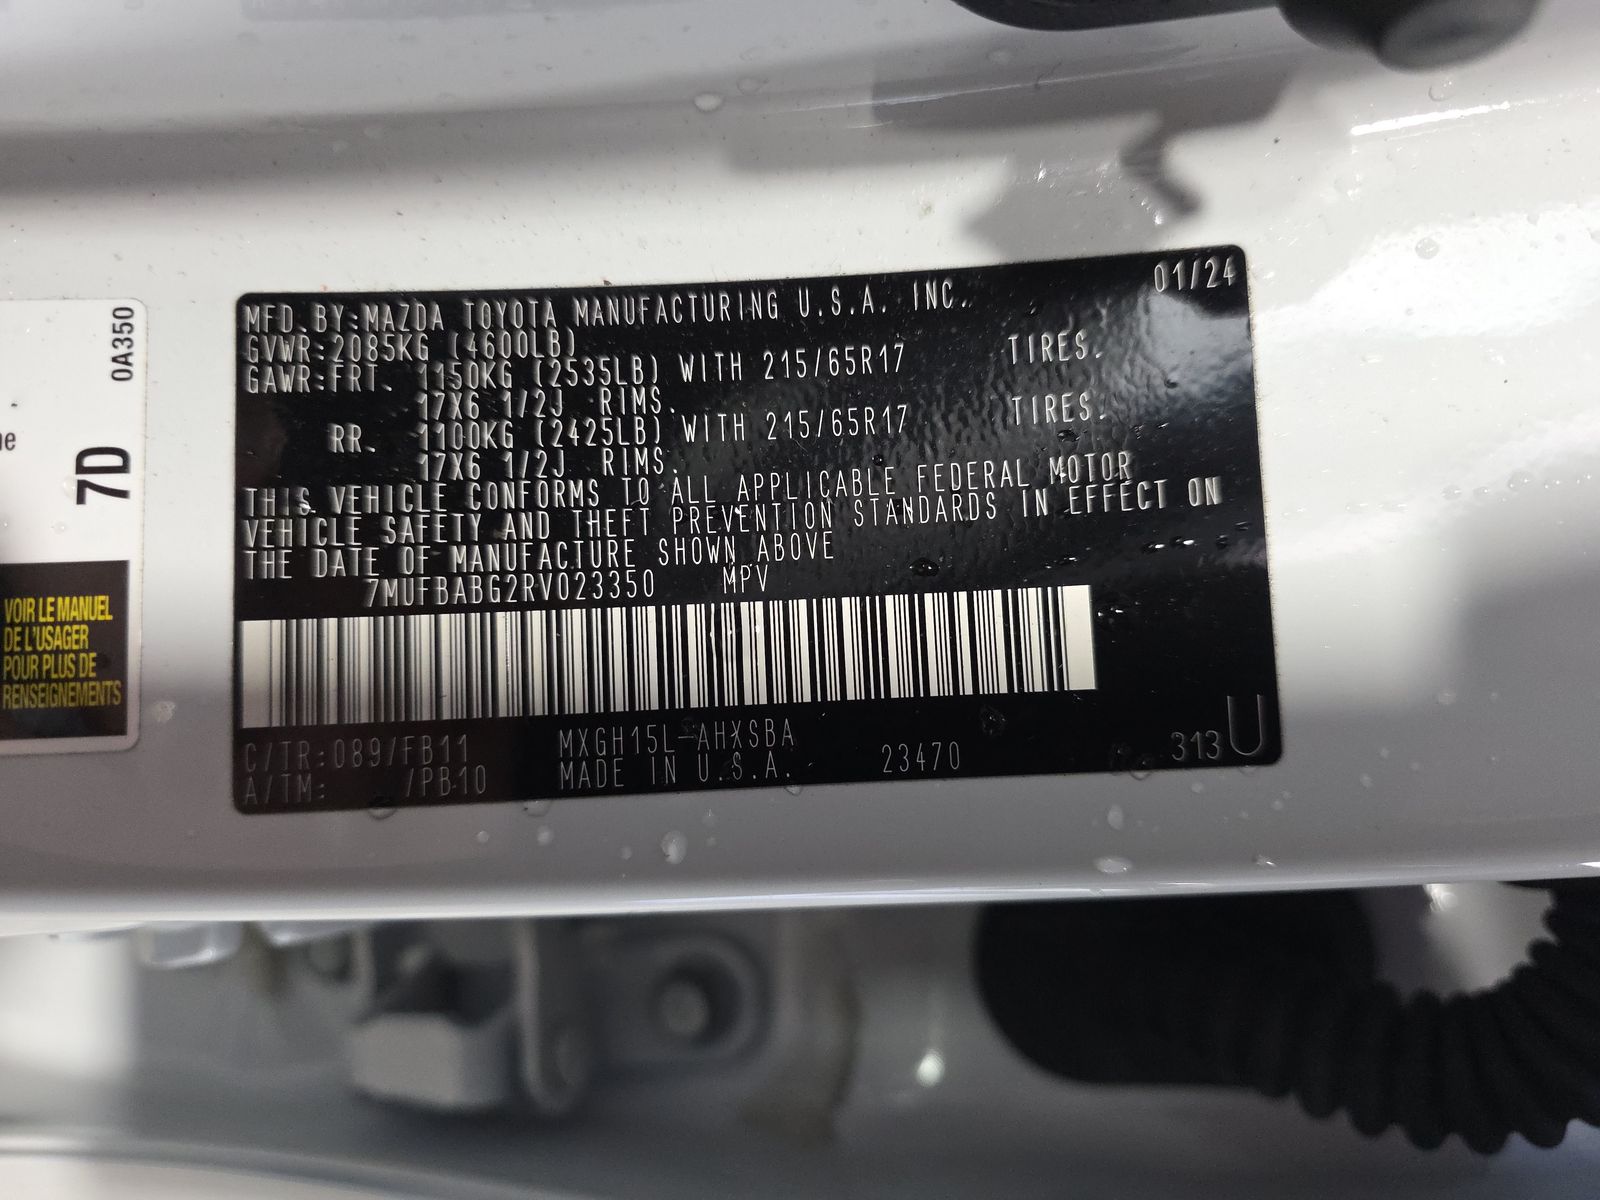 MFD. BY:MAZDA TOYOTA MANUFACTURING U.S.A. INC. 01/24
GVWR:2085KG (4600LB)
GAWR:FRT. 1150KG (2535LB) WITH 215/65R17 TIRES.
17X6 1/2J RIMS.
RR. 1100KG (2425LB) WITH 215/65R17 TIRES.
17X6 1/2J RIMS.
THIS VEHICLE CONFORMS TO ALL APPLICABLE FEDERAL MOTOR
VEHICLE SAFETY AND THEFT PREVENTION STANDARDS IN EFFECT ON
THE DATE OF MANUFACTURE SHOWN ABOVE
7MUFBABG2RV023350 MPV
C/TR:089/FB11 MXGH15L-AHXSBA
A/TM: /PB10 MADE IN U.S.A. 23470 313 U
0A350
7D
VOIR LE MANUEL
DE L'USAGER
POUR PLUS DE
RENSEIGNEMENTS